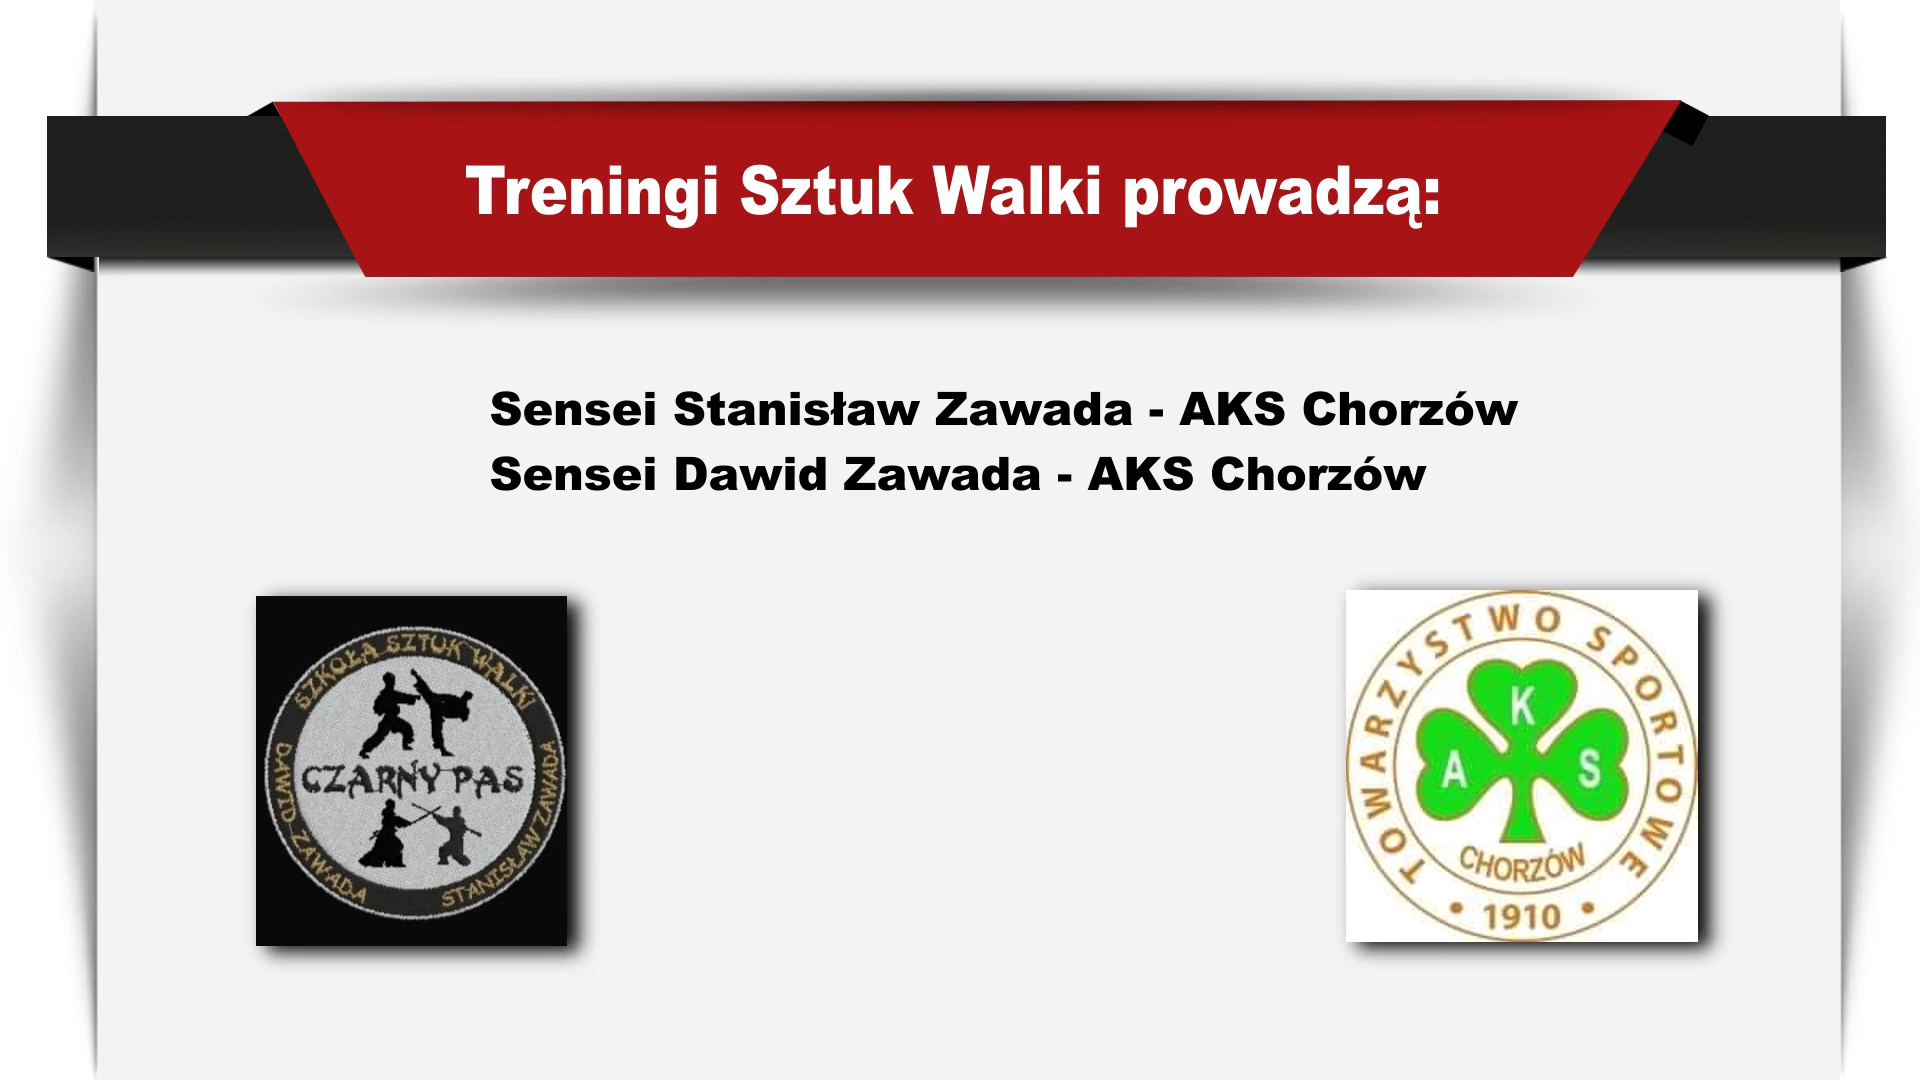 Treningi Sztuk Walki prowadzą:
Sensei Stanisław Zawada - AKS Chorzów
Sensei Dawid Zawada - AKS Chorzów
SZKOŁA SZTUK WALKI
CZARNY PAS
DAWID ZAWADA
STANISŁAW ZAWADA
TOWARZYSTWO SPORTOWE
K
A S
CHORZÓW
• 1910 •